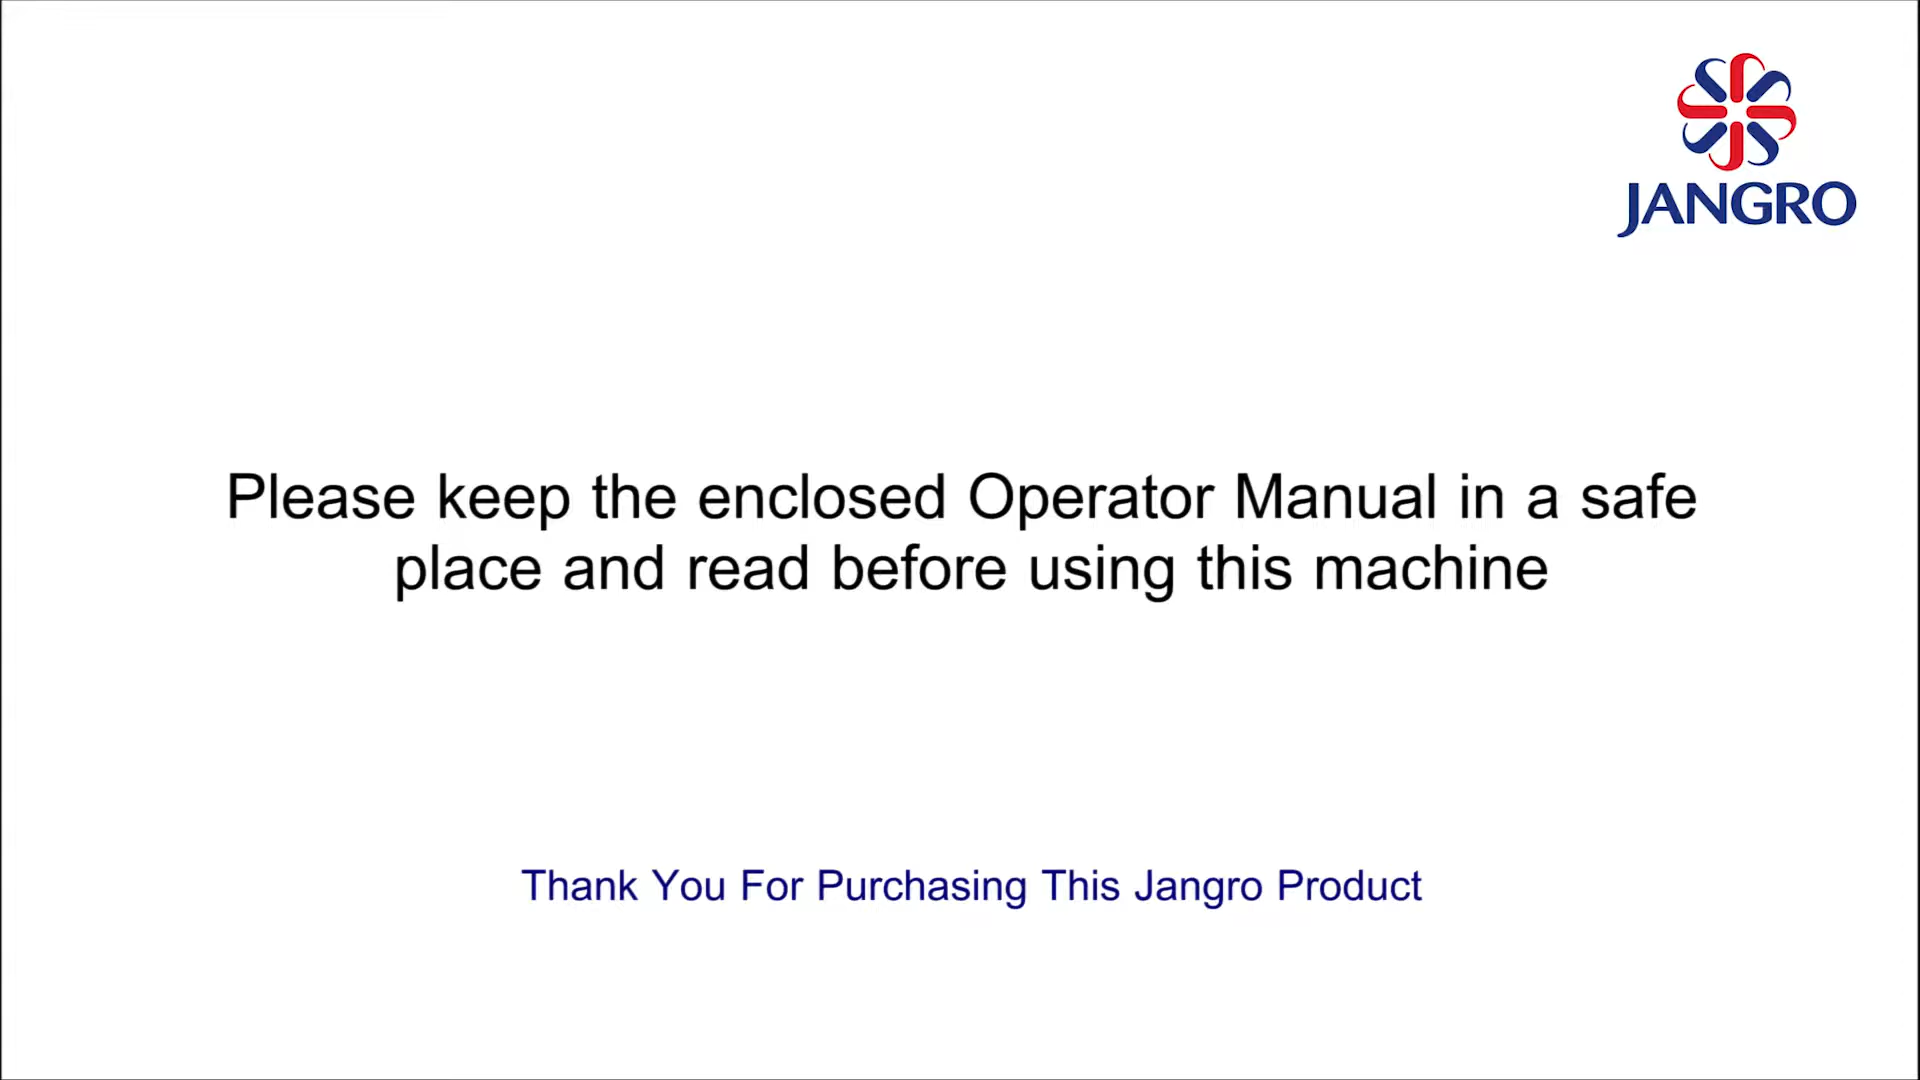 JANGRO
Please keep the enclosed Operator Manual in a safe
place and read before using this machine
Thank You For Purchasing This Jangro Product